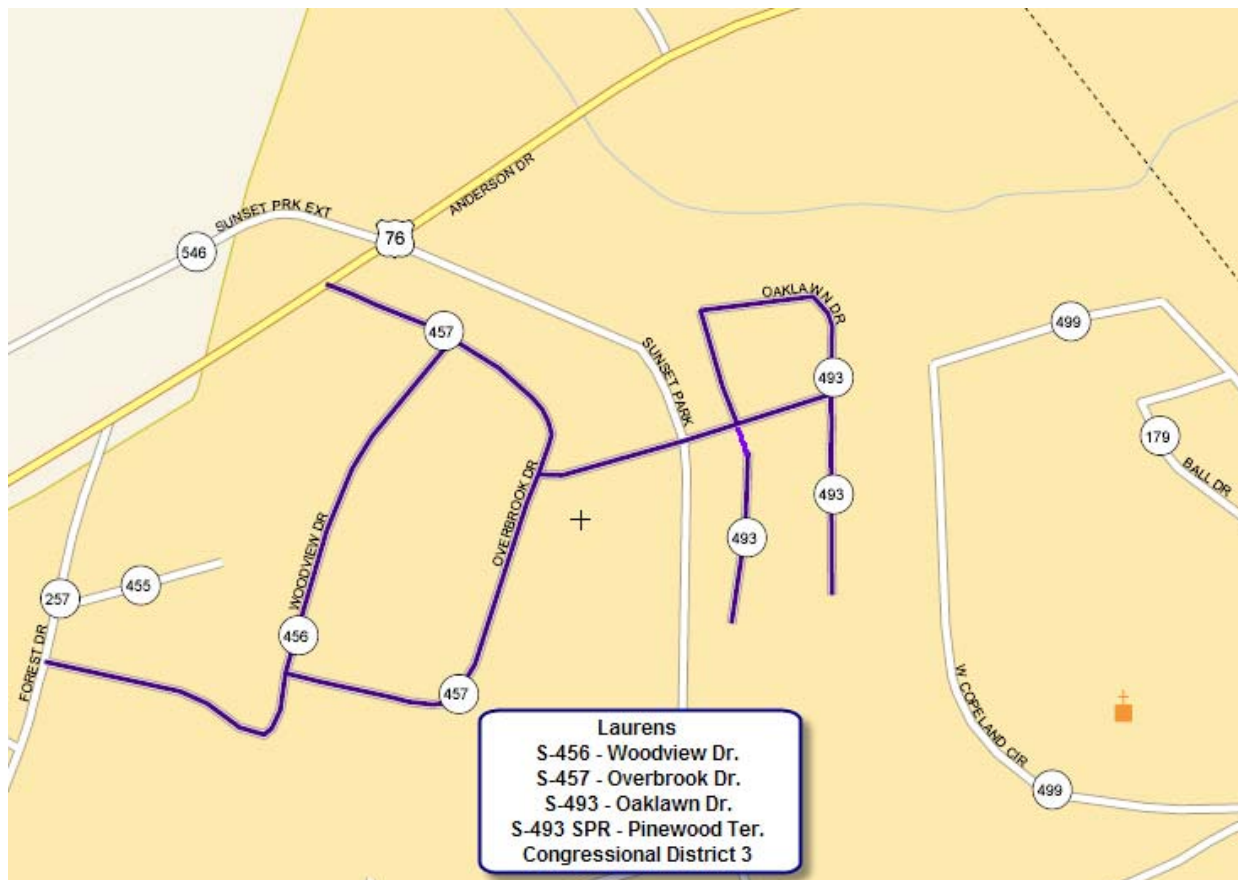 ANDERSON DR
SUNSET PRK EXT
76
546
OAKLAWN DR
499
457
SUNSET PARK
493
179
BALL DR
OVERBROOK DR
493
493
WOODVIEW DR
455
257
456
FOREST DR
457
W COPELAND CIR
499
Laurens
S-456 - Woodview Dr.
S-457 - Overbrook Dr.
S-493 - Oaklawn Dr.
S-493 SPR - Pinewood Ter.
Congressional District 3